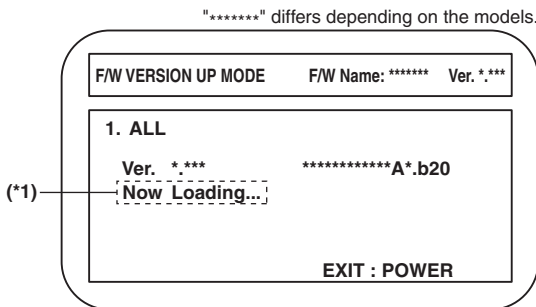 "*******" differs depending on the models.
F/W VERSION UP MODE F/W Name: ******* Ver. *.***
1. ALL
Ver. *.*** ************A*.b20
(*1) Now Loading...
EXIT : POWER